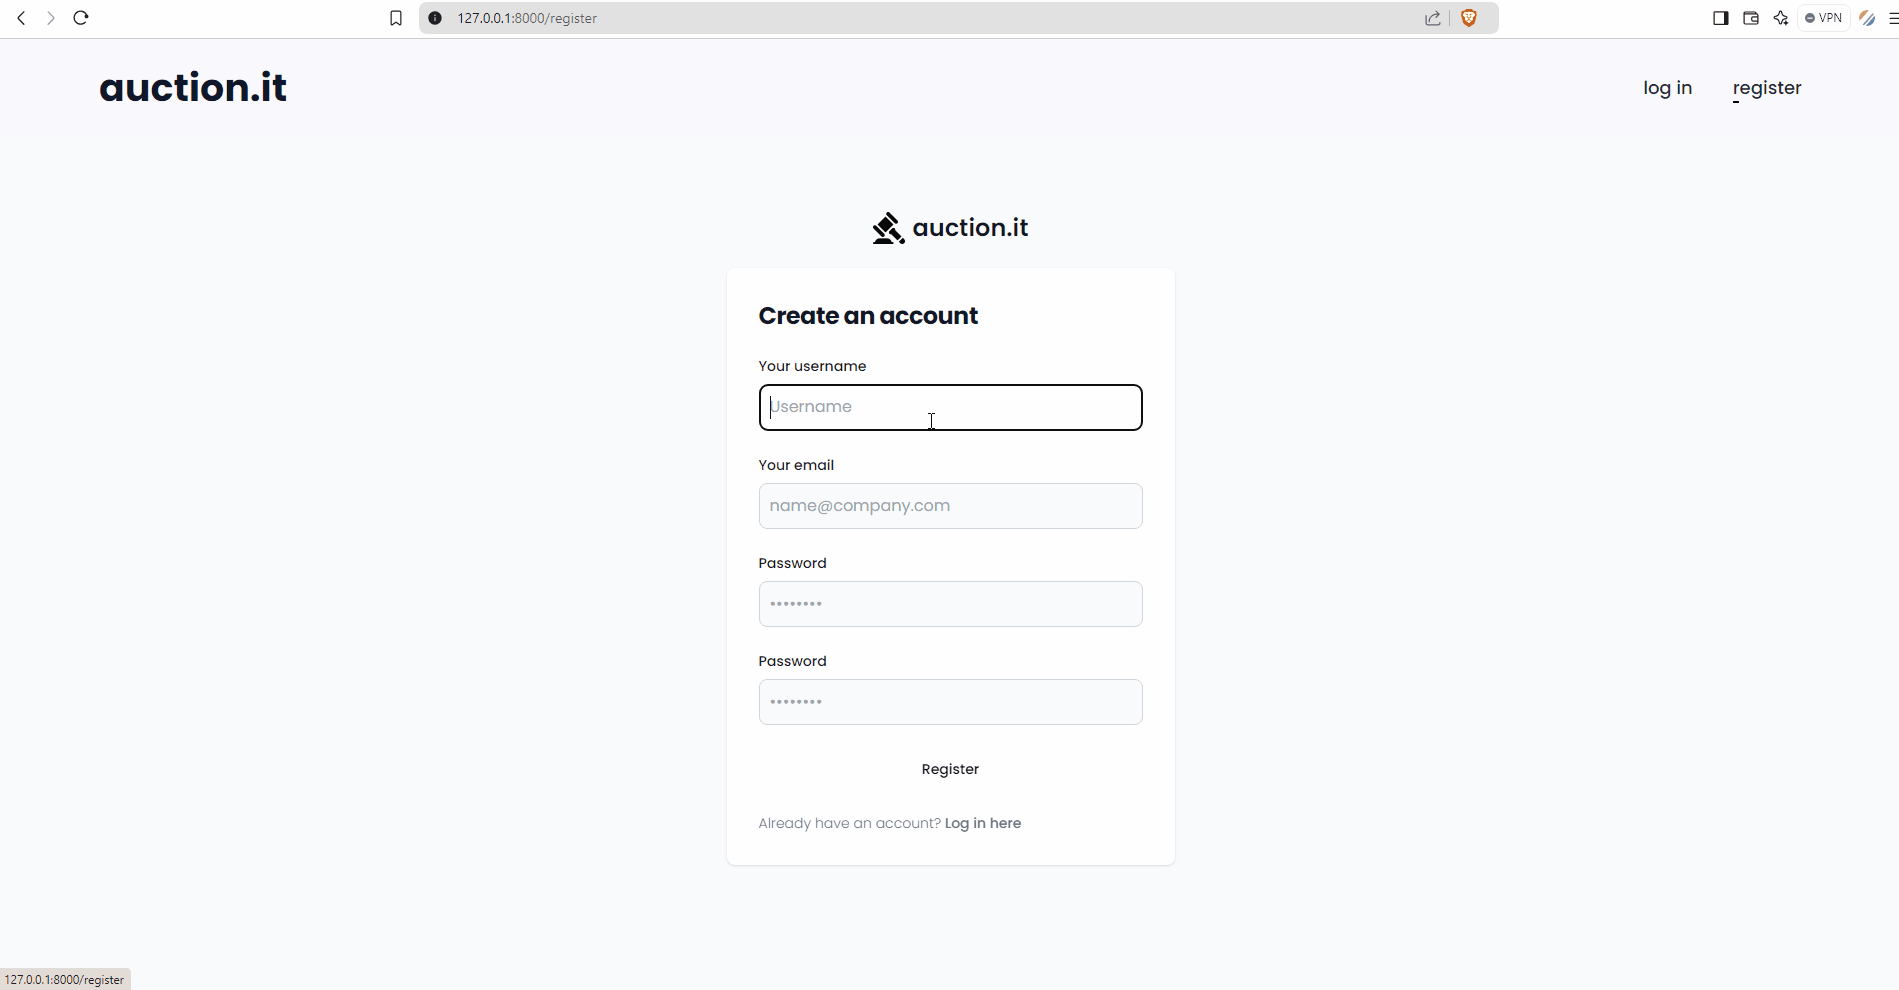 127.0.0.1:8000/register
VPN
auction.it
log in
register
auction.it
Create an account
Your username
Username
Your email
name@company.com
Password
••••••••
Password
••••••••
Register
Already have an account? Log in here
127.0.0.1:8000/register